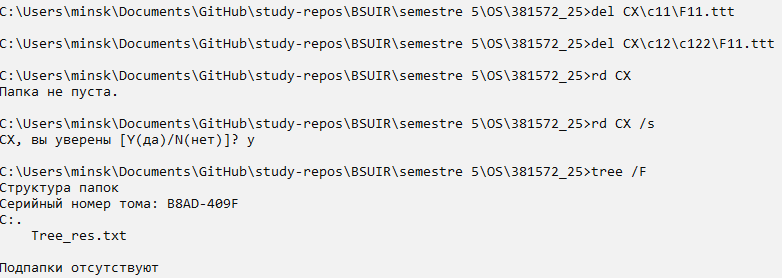 C:\Users\minsk\Documents\GitHub\study-repos\BSUIR\semestre 5\OS\381572_25>del CX\c11\F11.ttt
C:\Users\minsk\Documents\GitHub\study-repos\BSUIR\semestre 5\OS\381572_25>del CX\c12\c122\F11.ttt
C:\Users\minsk\Documents\GitHub\study-repos\BSUIR\semestre 5\OS\381572_25>rd CX
Папка не пуста.
C:\Users\minsk\Documents\GitHub\study-repos\BSUIR\semestre 5\OS\381572_25>rd CX /s
CX, вы уверены [Y(да)/N(нет)]? y
C:\Users\minsk\Documents\GitHub\study-repos\BSUIR\semestre 5\OS\381572_25>tree /F
Структура папок
Серийный номер тома: B8AD-409F
C:.
    Tree_res.txt
Подпапки отсутствуют